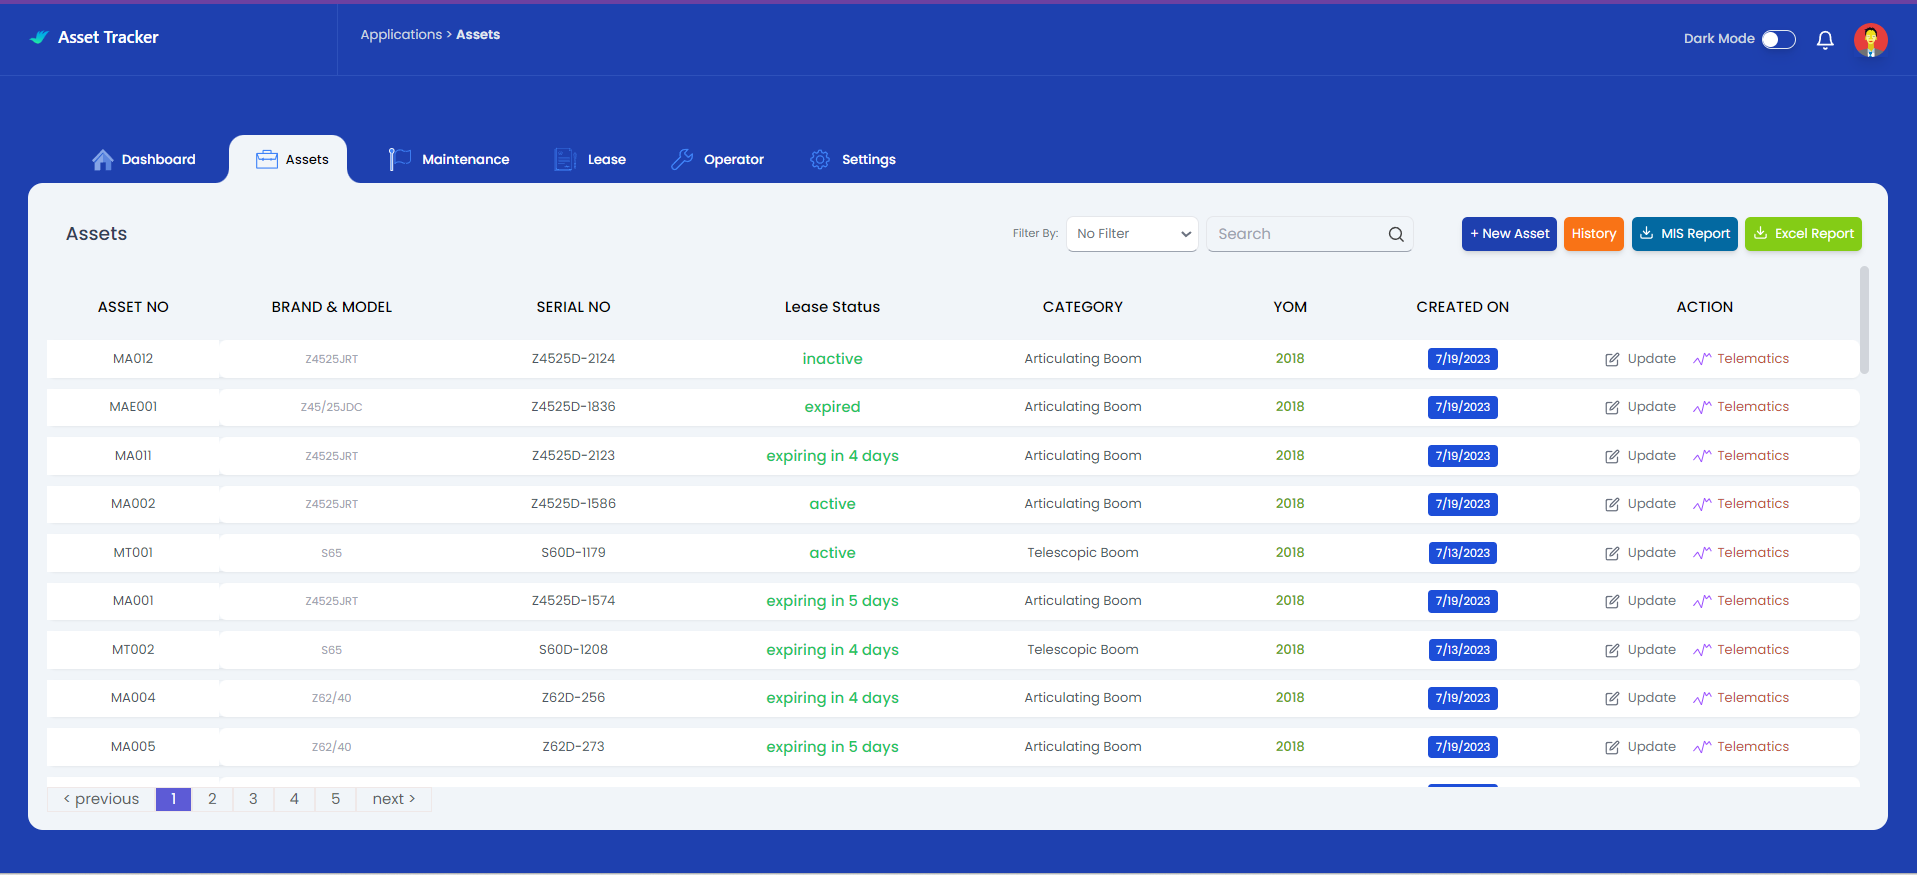 Asset Tracker
Applications > Assets
Dark Mode
Dashboard
Assets
Maintenance
Lease
Operator
Settings
Assets
Filter By:
No Filter
Search
+ New Asset
History
MIS Report
Excel Report
ASSET NO BRAND & MODEL SERIAL NO Lease Status CATEGORY YOM CREATED ON ACTION
MA012 Z4525JRT Z4525D-2124 inactive Articulating Boom 2018 7/19/2023 Update Telematics
MAE001 Z45/25JDC Z4525D-1836 expired Articulating Boom 2018 7/19/2023 Update Telematics
MA011 Z4525JRT Z4525D-2123 expiring in 4 days Articulating Boom 2018 7/19/2023 Update Telematics
MA002 Z4525JRT Z4525D-1586 active Articulating Boom 2018 7/19/2023 Update Telematics
MT001 S65 S60D-1179 active Telescopic Boom 2018 7/13/2023 Update Telematics
MA001 Z4525JRT Z4525D-1574 expiring in 5 days Articulating Boom 2018 7/19/2023 Update Telematics
MT002 S65 S60D-1208 expiring in 4 days Telescopic Boom 2018 7/13/2023 Update Telematics
MA004 Z62/40 Z62D-256 expiring in 4 days Articulating Boom 2018 7/19/2023 Update Telematics
MA005 Z62/40 Z62D-273 expiring in 5 days Articulating Boom 2018 7/19/2023 Update Telematics
< previous 1 2 3 4 5 next >